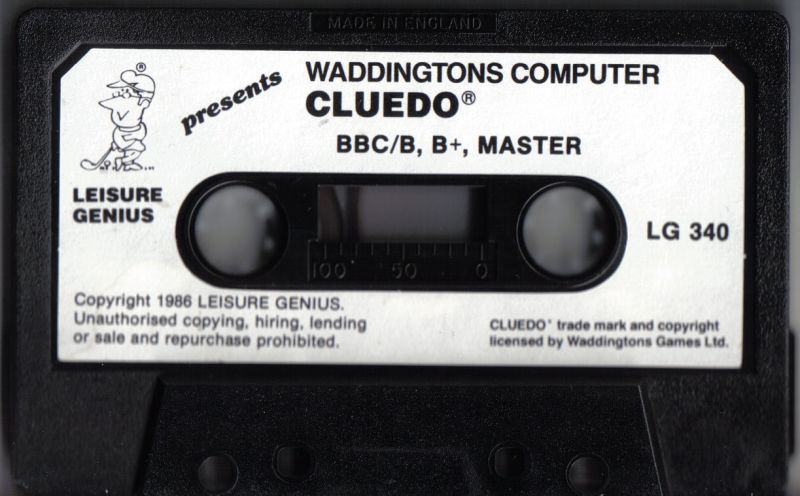 MADE IN ENGLAND
®
presents
WADDINGTONS COMPUTER
CLUEDO®
BBC/B, B+, MASTER
LEISURE
GENIUS
LG 340
100 50 0
Copyright 1986 LEISURE GENIUS.
Unauthorised copying, hiring, lending
or sale and repurchase prohibited.
CLUEDO® trade mark and copyright
licensed by Waddingtons Games Ltd.